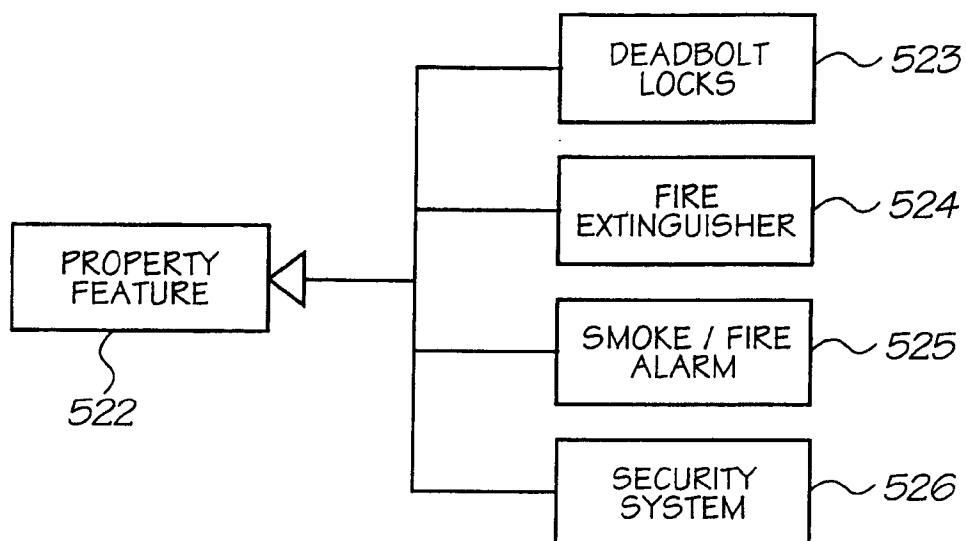 DEADBOLT
LOCKS
523
FIRE
EXTINGUISHER
524
PROPERTY
FEATURE
522
SMOKE / FIRE
ALARM
525
SECURITY
SYSTEM
526